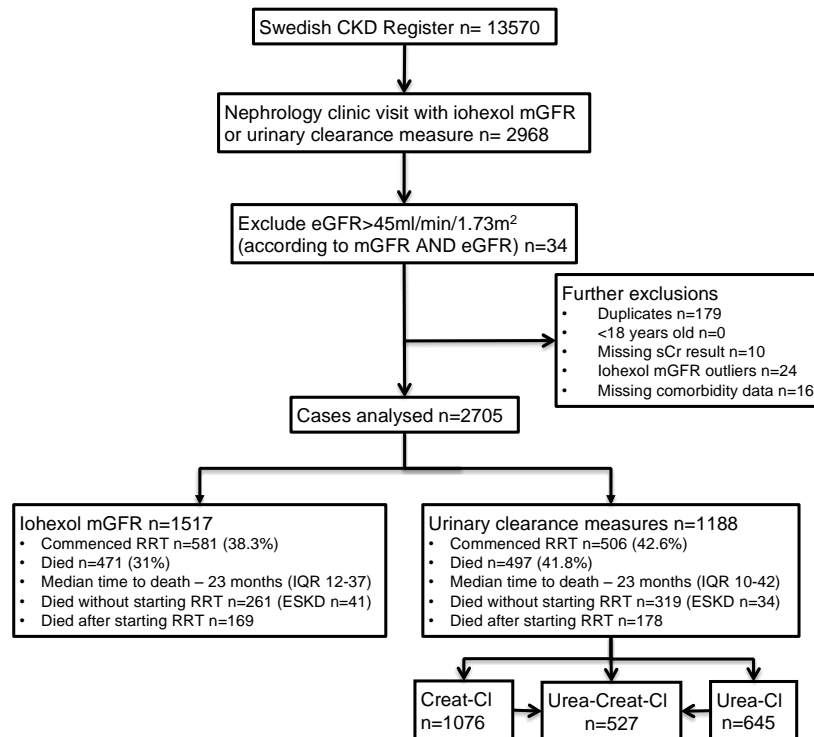 Swedish CKD Register n= 13570
Nephrology clinic visit with iohexol mGFR
or urinary clearance measure n= 2968
Exclude eGFR>45ml/min/1.73m²
(according to mGFR AND eGFR) n=34
Further exclusions
• Duplicates n=179
• <18 years old n=0
• Missing sCr result n=10
• Iohexol mGFR outliers n=24
• Missing comorbidity data n=16
Cases analysed n=2705
Iohexol mGFR n=1517
• Commenced RRT n=581 (38.3%)
• Died n=471 (31%)
• Median time to death – 23 months (IQR 12-37)
• Died without starting RRT n=261 (ESKD n=41)
• Died after starting RRT n=169
Urinary clearance measures n=1188
• Commenced RRT n=506 (42.6%)
• Died n=497 (41.8%)
• Median time to death – 23 months (IQR 10-42)
• Died without starting RRT n=319 (ESKD n=34)
• Died after starting RRT n=178
Creat-Cl
n=1076
Urea-Creat-Cl
n=527
Urea-Cl
n=645